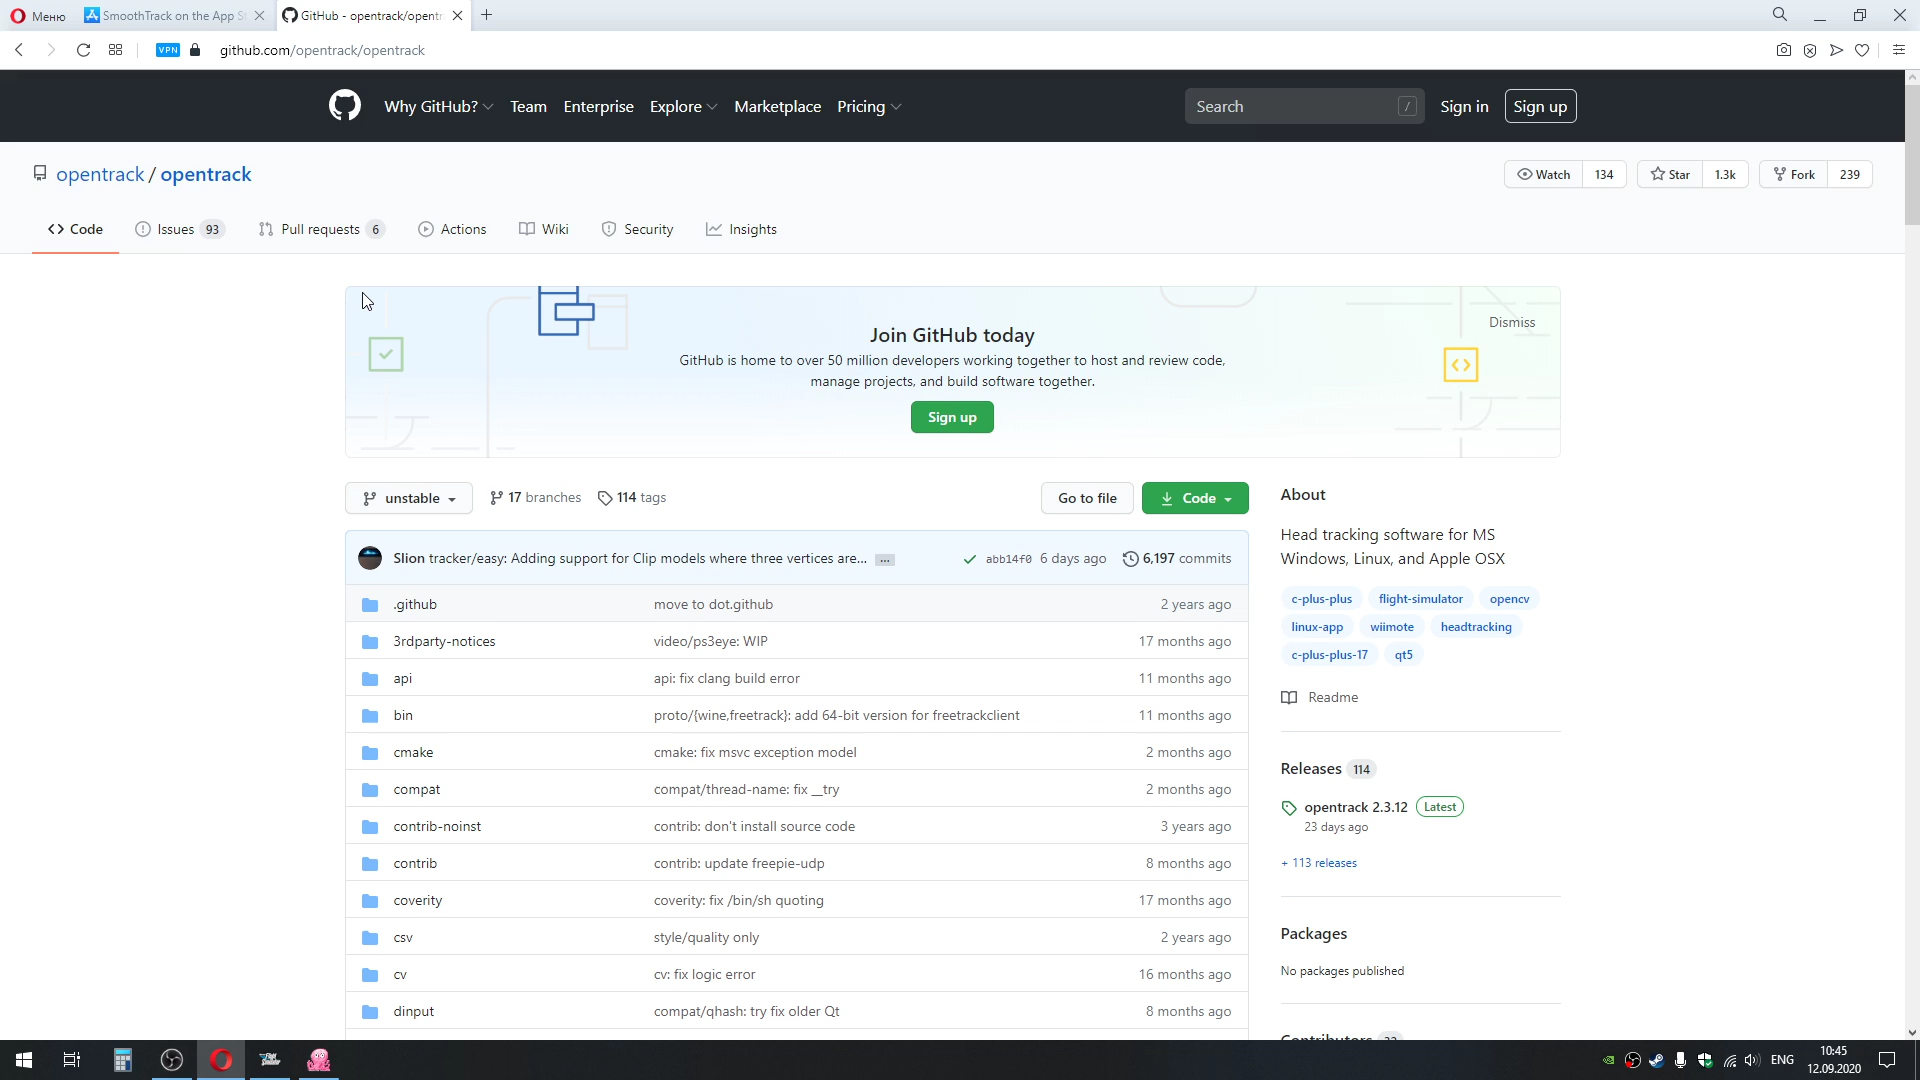 Меню
SmoothTrack on the App S
GitHub - opentrack/opentr
VPN
github.com/opentrack/opentrack
Why GitHub?
Team
Enterprise
Explore
Marketplace
Pricing
Search
/
Sign in
Sign up
opentrack / opentrack
Watch 134
Star 1.3k
Fork 239
Code
Issues 93
Pull requests 6
Actions
Wiki
Security
Insights
Join GitHub today
Dismiss
GitHub is home to over 50 million developers working together to host and review code,
manage projects, and build software together.
Sign up
unstable
17 branches
114 tags
Go to file
Code
Slion tracker/easy: Adding support for Clip models where three vertices are... ...
abb14f0 6 days ago
6,197 commits
.github move to dot.github 2 years ago
3rdparty-notices video/ps3eye: WIP 17 months ago
api api: fix clang build error 11 months ago
bin proto/{wine,freetrack}: add 64-bit version for freetrackclient 11 months ago
cmake cmake: fix msvc exception model 2 months ago
compat compat/thread-name: fix __try 2 months ago
contrib-noinst contrib: don't install source code 3 years ago
contrib contrib: update freepie-udp 8 months ago
coverity coverity: fix /bin/sh quoting 17 months ago
csv style/quality only 2 years ago
cv cv: fix logic error 16 months ago
dinput compat/qhash: try fix older Qt 8 months ago
About
Head tracking software for MS
Windows, Linux, and Apple OSX
c-plus-plus flight-simulator opencv
linux-app wiimote headtracking
c-plus-plus-17 qt5
Readme
Releases 114
opentrack 2.3.12 Latest
23 days ago
+ 113 releases
Packages
No packages published
Contributors
ENG
10:45
12.09.2020